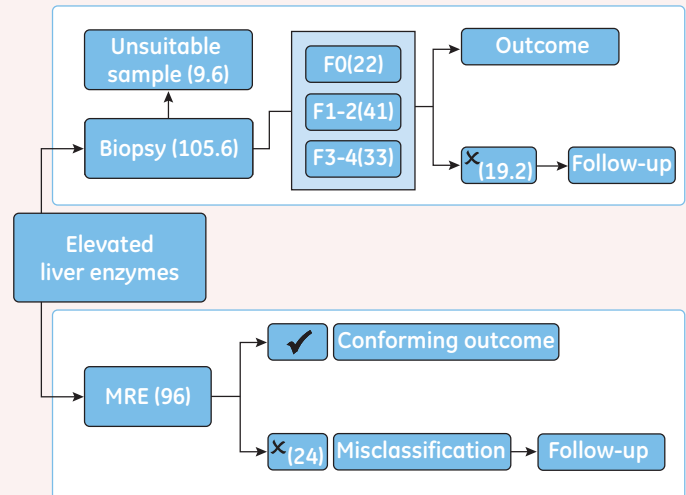 Unsuitable
sample (9.6)
Biopsy (105.6)
F0(22)
F1-2(41)
F3-4(33)
Outcome
× (19.2)
Follow-up
Elevated
liver enzymes
MRE (96)
✓ Conforming outcome
× (24) Misclassification
Follow-up